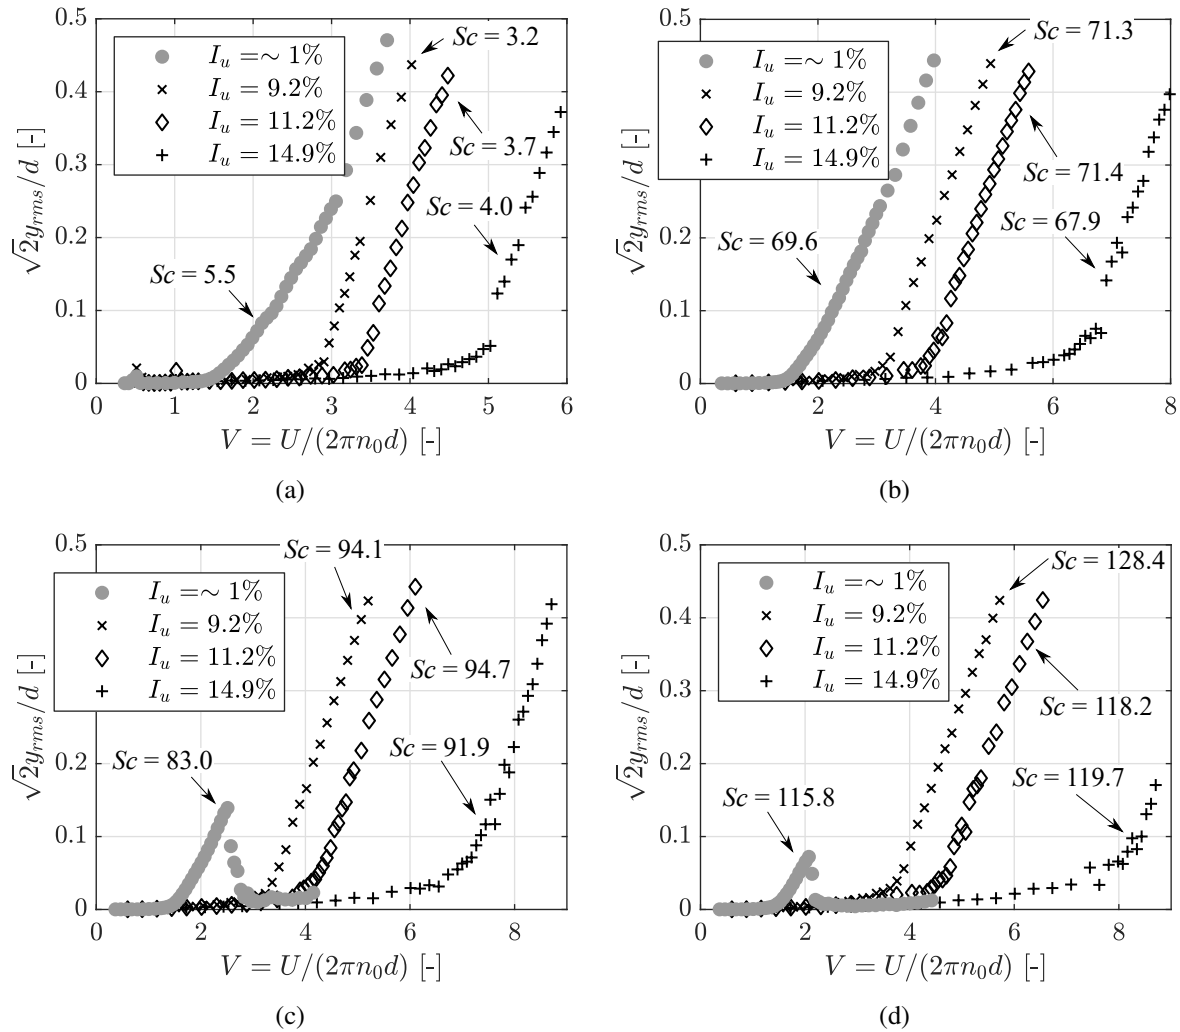 0.5
0.4
0.3
0.2
0.1
0
√2y_rms/d [-]
I_u =∼ 1%
I_u = 9.2%
I_u = 11.2%
I_u = 14.9%
Sc = 3.2
Sc = 3.7
Sc = 4.0
Sc = 5.5
0 1 2 3 4 5 6
V = U/(2πn₀d) [-]
(a)
0.5
0.4
0.3
0.2
0.1
0
√2y_rms/d [-]
I_u =∼ 1%
I_u = 9.2%
I_u = 11.2%
I_u = 14.9%
Sc = 71.3
Sc = 71.4
Sc = 67.9
Sc = 69.6
0 2 4 6 8
V = U/(2πn₀d) [-]
(b)
0.5
0.4
0.3
0.2
0.1
0
√2y_rms/d [-]
I_u =∼ 1%
I_u = 9.2%
I_u = 11.2%
I_u = 14.9%
Sc = 94.1
Sc = 94.7
Sc = 91.9
Sc = 83.0
0 2 4 6 8
V = U/(2πn₀d) [-]
(c)
0.5
0.4
0.3
0.2
0.1
0
√2y_rms/d [-]
I_u =∼ 1%
I_u = 9.2%
I_u = 11.2%
I_u = 14.9%
Sc = 128.4
Sc = 118.2
Sc = 119.7
Sc = 115.8
0 2 4 6 8
V = U/(2πn₀d) [-]
(d)